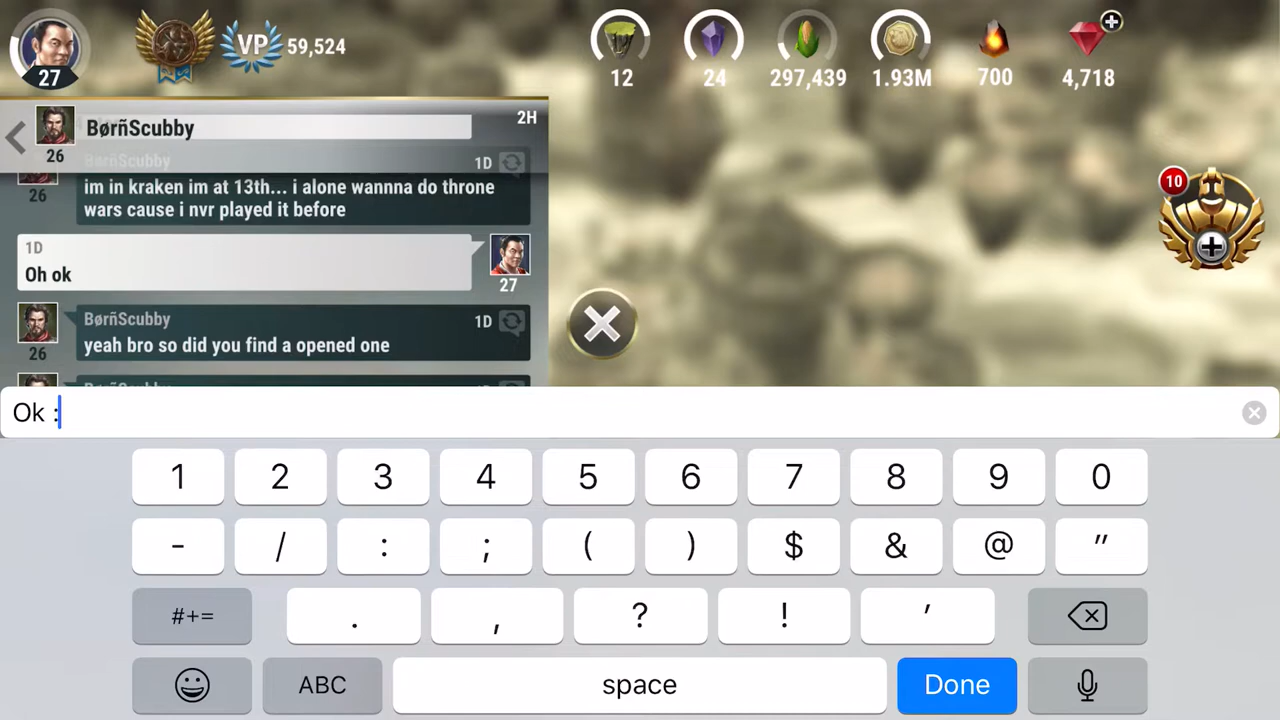 27
VP 59,524
12
24
297,439
1.93M
700
4,718
BørñScubby
2H
26
BørñScubby
1D
26
im in kraken im at 13th... i alone wannna do throne
wars cause i nvr played it before
1D
Oh ok
27
BørñScubby
1D
26
yeah bro so did you find a opened one
10
Ok :
1 2 3 4 5 6 7 8 9 0
- / : ; ( ) $ & @ "
#+= . , ? ! '
ABC space Done